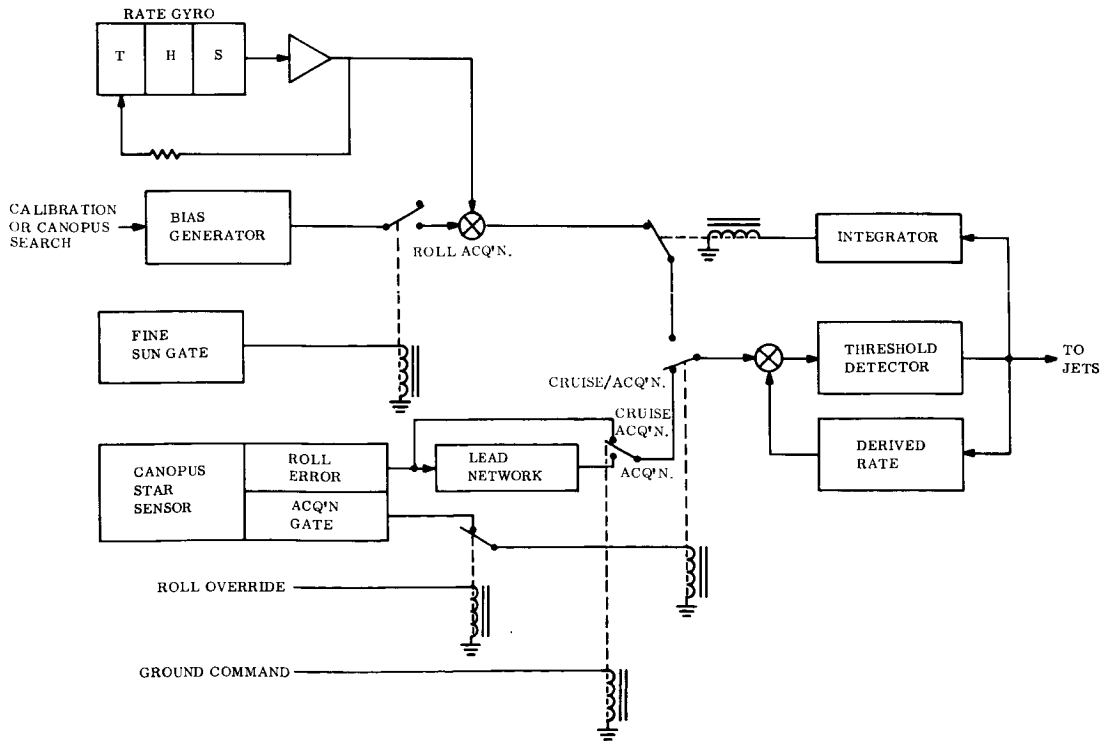 RATE GYRO
T H S
CALIBRATION
OR CANOPUS
SEARCH
BIAS
GENERATOR
ROLL ACQ'N.
INTEGRATOR
FINE
SUN GATE
THRESHOLD
DETECTOR
TO
JETS
CRUISE/ACQ'N.
CRUISE
ACQ'N.
ACQ'N.
DERIVED
RATE
CANOPUS
STAR
SENSOR
ROLL
ERROR
LEAD
NETWORK
ACQ'N
GATE
ROLL OVERRIDE
GROUND COMMAND